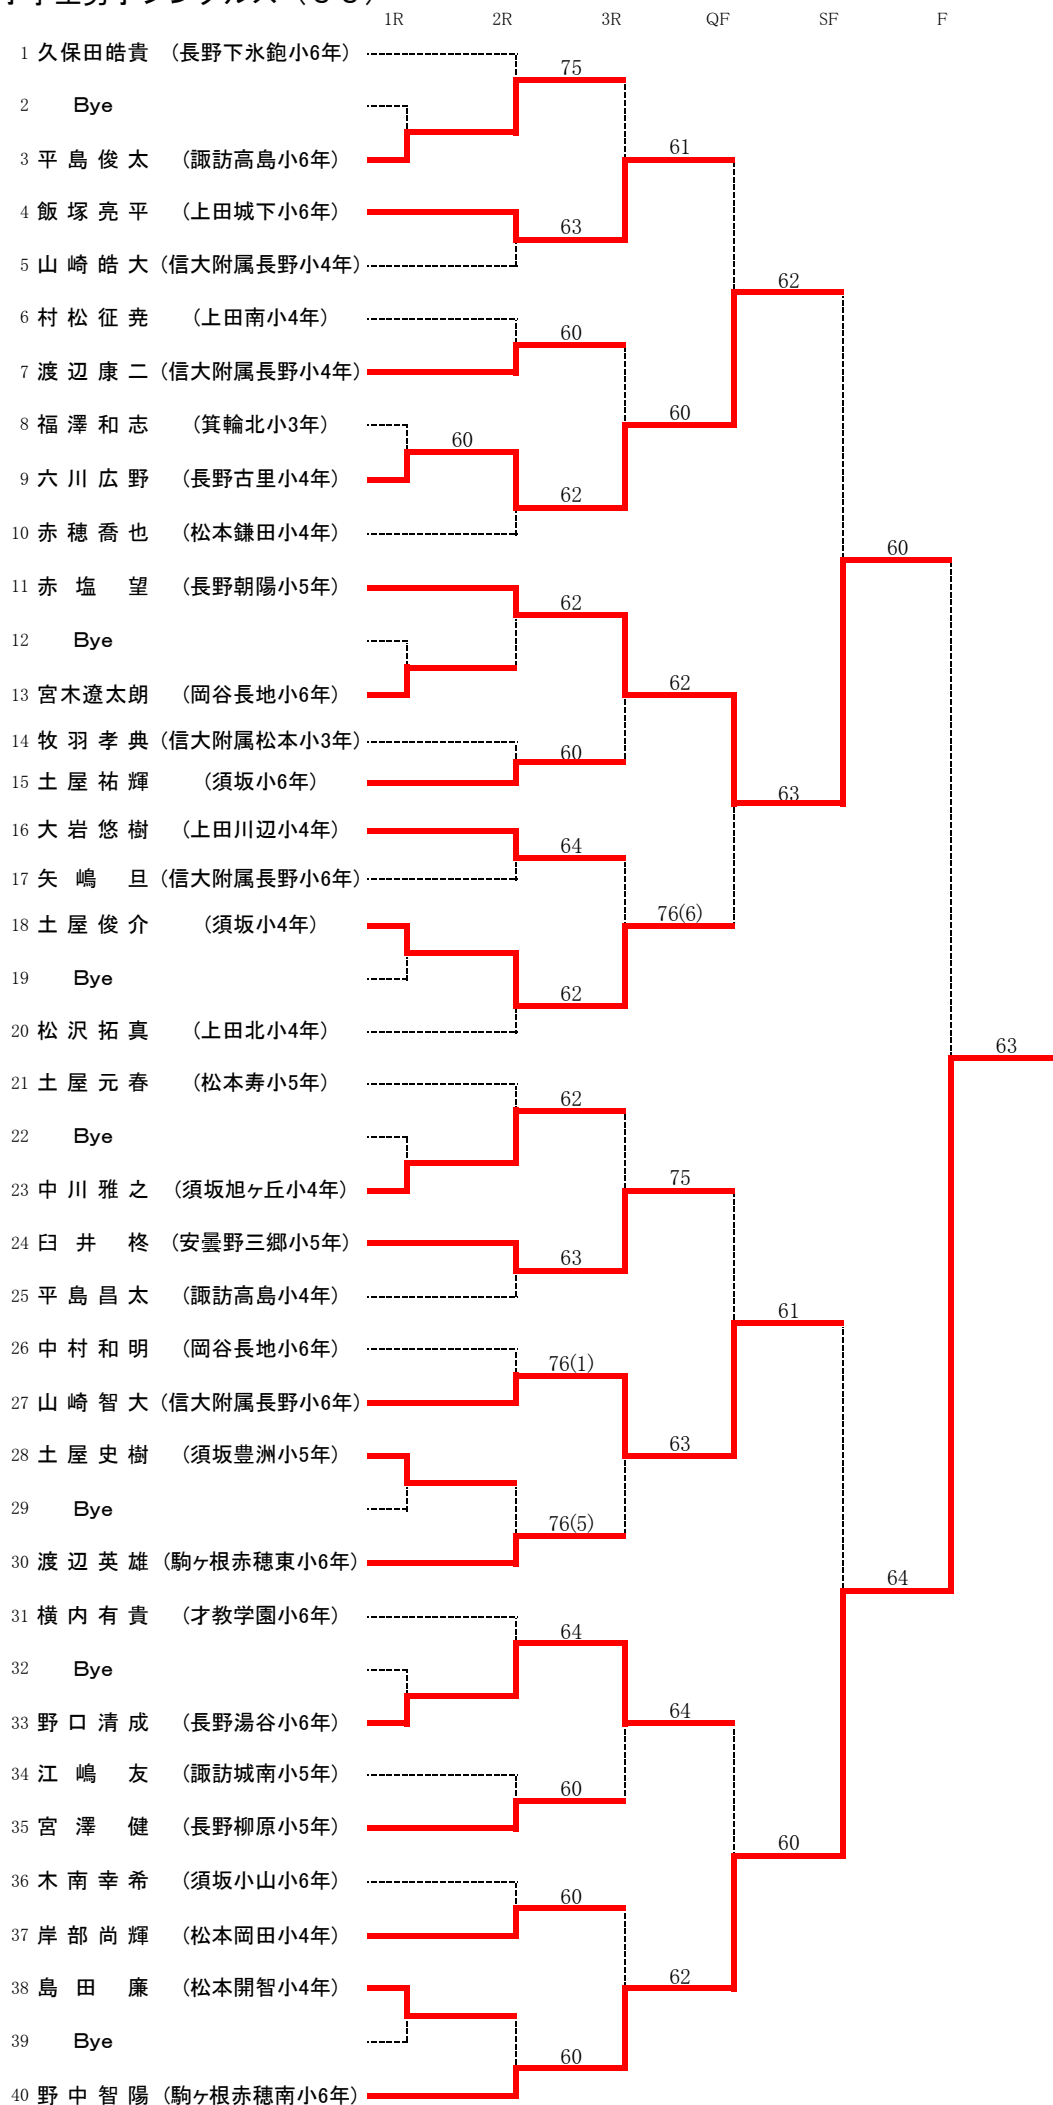 1R 2R 3R QF SF F
1 久保田皓貴 (長野下氷鉋小6年)
75
2 Bye
3 平島俊太 (諏訪高島小6年)
61
4 飯塚亮平 (上田城下小6年)
63
5 山崎皓大 (信大附属長野小4年)
62
6 村松征尭 (上田南小4年)
60
7 渡辺康二 (信大附属長野小4年)
8 福澤和志 (箕輪北小3年)
60
60
9 六川広野 (長野古里小4年)
62
10 赤穂喬也 (松本鎌田小4年)
60
11 赤塩 望 (長野朝陽小5年)
62
12 Bye
13 宮木遼太朗 (岡谷長地小6年)
62
14 牧羽孝典 (信大附属松本小3年)
60
15 土屋祐輝 (須坂小6年)
63
16 大岩悠樹 (上田川辺小4年)
64
17 矢嶋 旦 (信大附属長野小6年)
18 土屋俊介 (須坂小4年)
76(6)
19 Bye
62
20 松沢拓真 (上田北小4年)
63
21 土屋元春 (松本寿小5年)
62
22 Bye
23 中川雅之 (須坂旭ヶ丘小4年)
75
24 臼井 柊 (安曇野三郷小5年)
63
25 平島昌太 (諏訪高島小4年)
61
26 中村和明 (岡谷長地小6年)
76(1)
27 山崎智大 (信大附属長野小6年)
28 土屋史樹 (須坂豊洲小5年)
63
29 Bye
76(5)
30 渡辺英雄 (駒ヶ根赤穂東小6年)
64
31 横内有貴 (才教学園小6年)
64
32 Bye
33 野口清成 (長野湯谷小6年)
64
34 江嶋 友 (諏訪城南小5年)
60
35 宮澤 健 (長野柳原小5年)
60
36 木南幸希 (須坂小山小6年)
60
37 岸部尚輝 (松本岡田小4年)
38 島田 廉 (松本開智小4年)
62
39 Bye
60
40 野中智陽 (駒ヶ根赤穂南小6年)